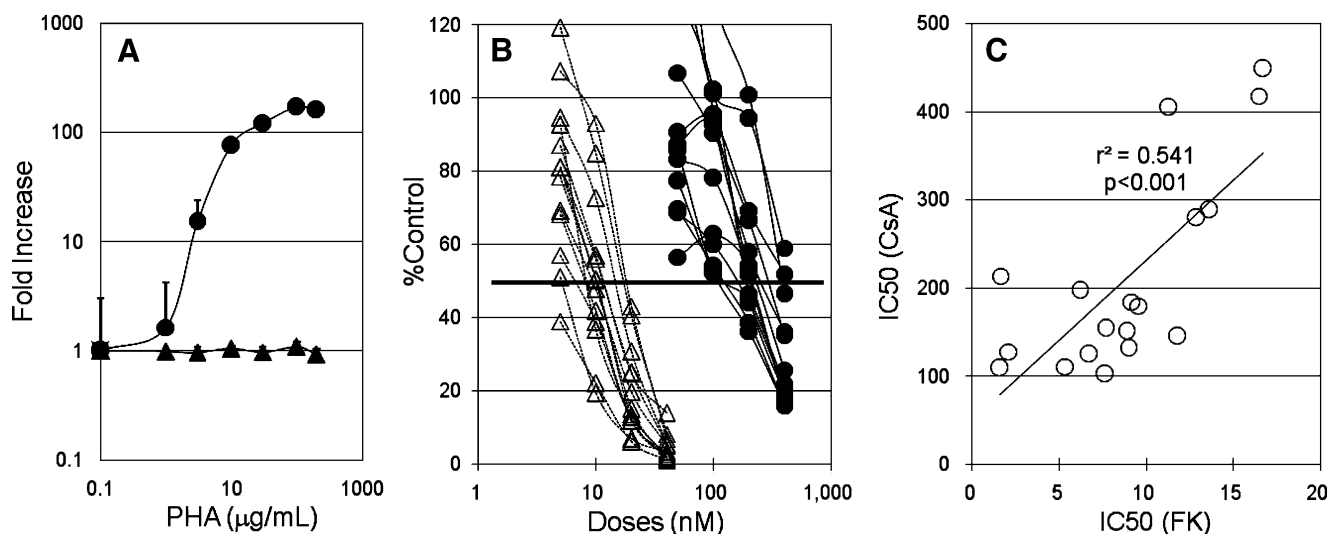 A
Fold Increase
1000
100
10
1
0.1
0.1
10
1000
PHA (μg/mL)
B
%Control
120
100
80
60
40
20
0
1
10
100
1,000
Doses (nM)
C
IC50 (CsA)
500
400
300
200
100
0
r² = 0.541
p<0.001
0
5
10
15
20
IC50 (FK)